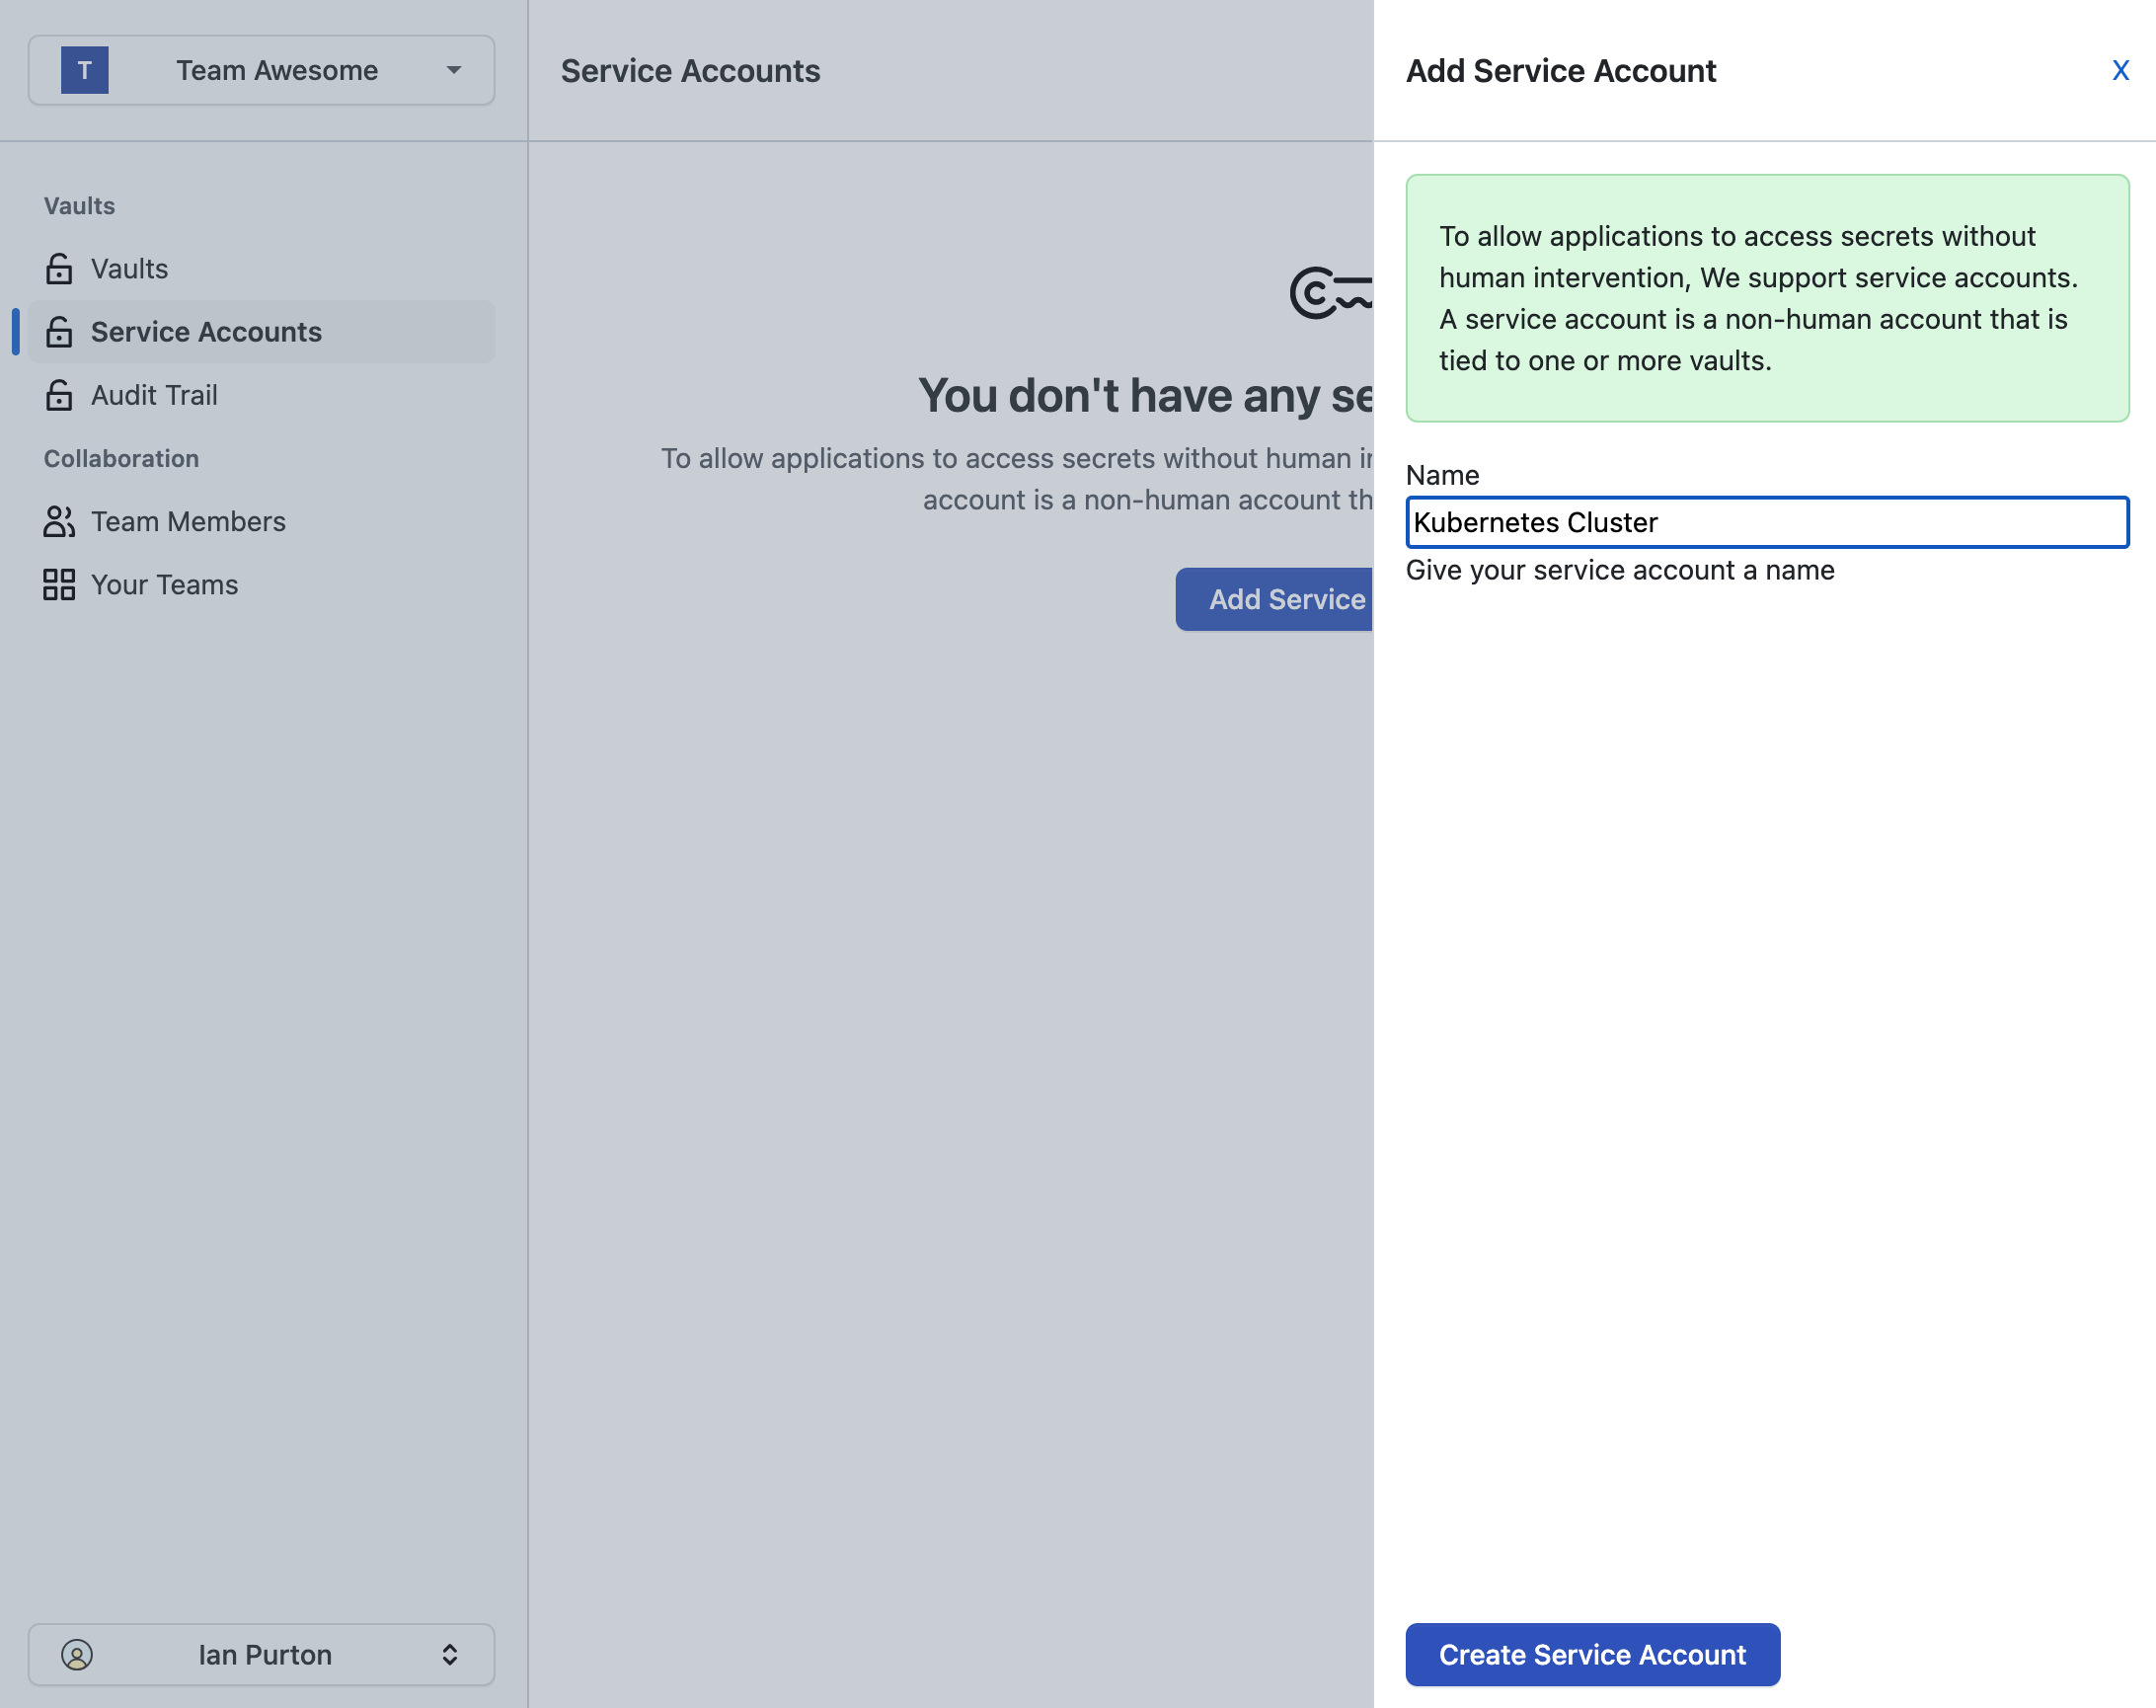 T
Team Awesome
Vaults
Vaults
Service Accounts
Audit Trail
Collaboration
Team Members
Your Teams
Ian Purton
Service Accounts
You don't have any
To allow applications to access secrets without human
account is a non-human account
Add Service
Add Service Account
X
To allow applications to access secrets without
human intervention, We support service accounts.
A service account is a non-human account that is
tied to one or more vaults.
Name
Kubernetes Cluster
Give your service account a name
Create Service Account